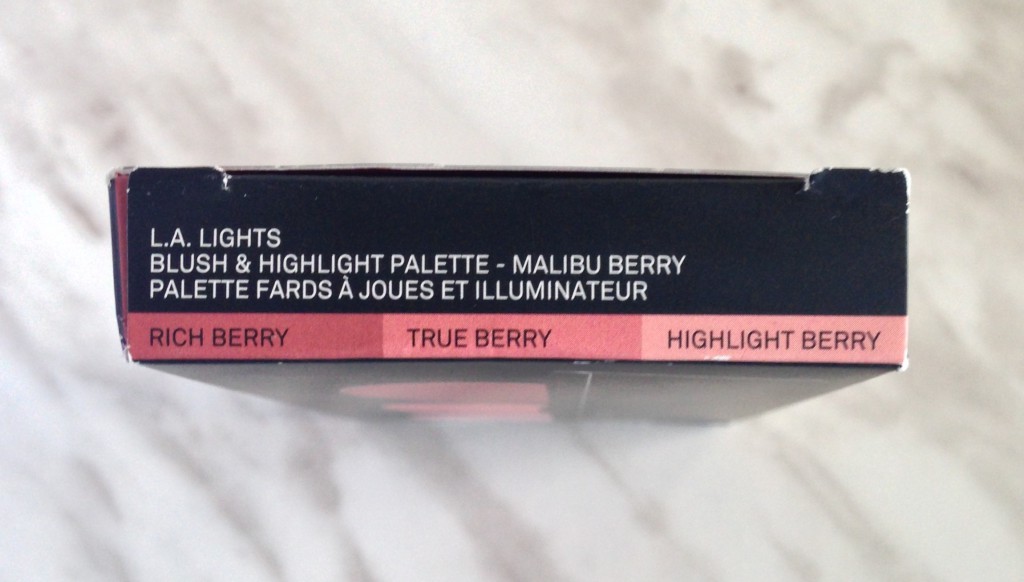 L.A. LIGHTS
BLUSH & HIGHLIGHT PALETTE - MALIBU BERRY
PALETTE FARDS À JOUES ET ILLUMINATEUR
RICH BERRY TRUE BERRY HIGHLIGHT BERRY